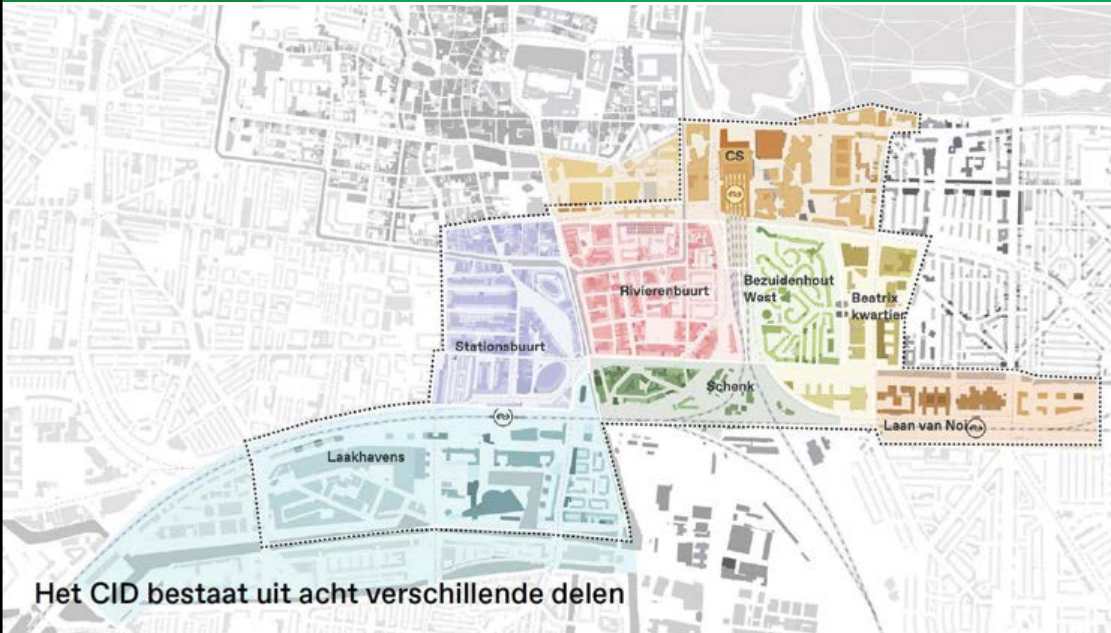 CS
Bezuidenhout
West
Rivierenbuurt
Beatrix
kwartier
Stationsbuurt
Schenk
Laan van Noi
Laakhavens
Het CID bestaat uit acht verschillende delen